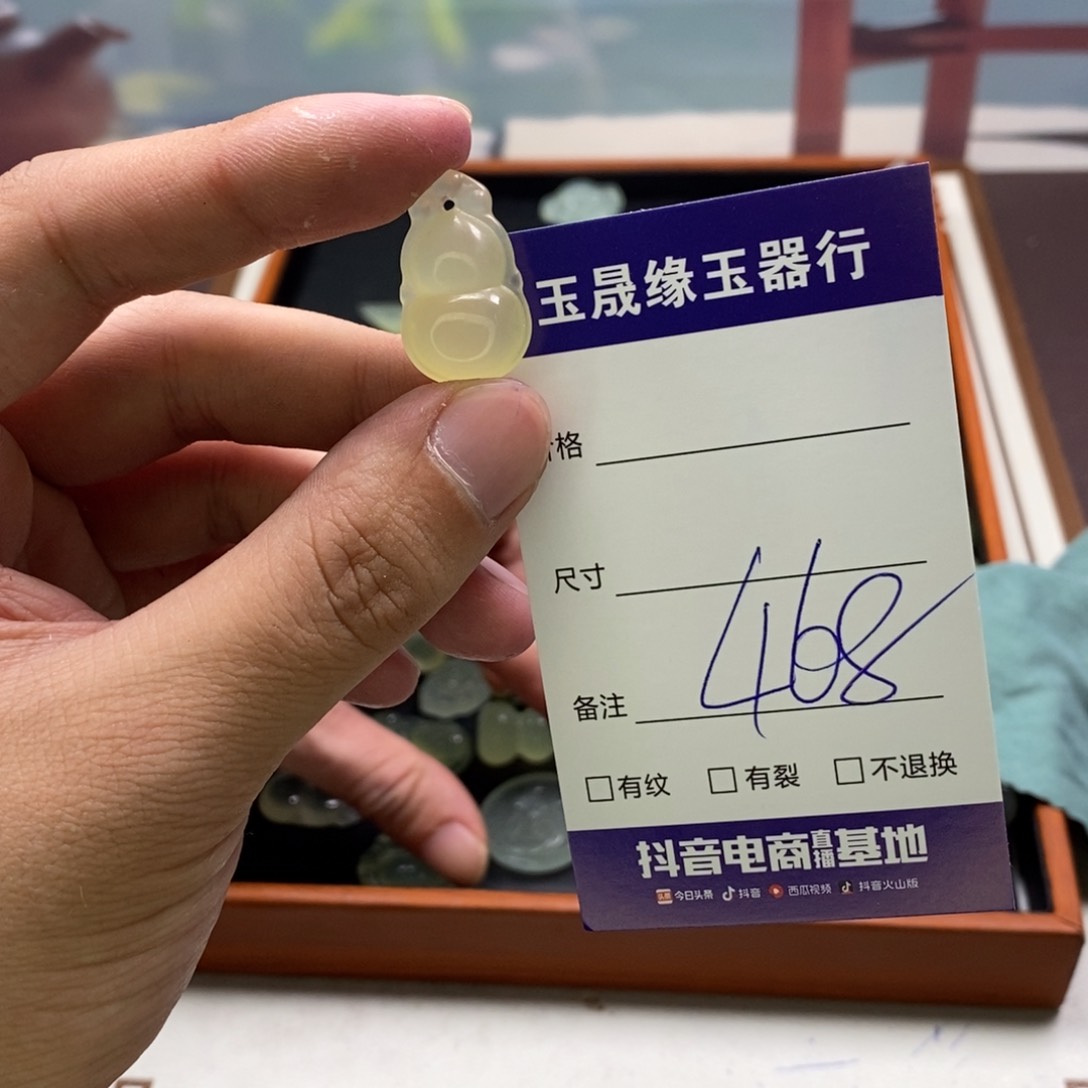 玉晟缘玉器行
格
尺寸
468
备注
□有纹 □有裂 □不退换
抖音电商直播基地
头条 今日头条 抖音 西瓜视频 抖音火山版